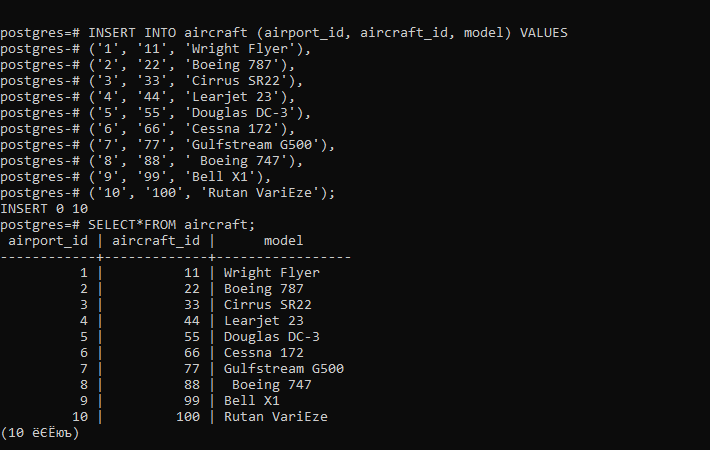 postgres=# INSERT INTO aircraft (airport_id, aircraft_id, model) VALUES
postgres-# ('1', '11', 'Wright Flyer'),
postgres-# ('2', '22', 'Boeing 787'),
postgres-# ('3', '33', 'Cirrus SR22'),
postgres-# ('4', '44', 'Learjet 23'),
postgres-# ('5', '55', 'Douglas DC-3'),
postgres-# ('6', '66', 'Cessna 172'),
postgres-# ('7', '77', 'Gulfstream G500'),
postgres-# ('8', '88', ' Boeing 747'),
postgres-# ('9', '99', 'Bell X1'),
postgres-# ('10', '100', 'Rutan VariEze');
INSERT 0 10
postgres=# SELECT*FROM aircraft;
 airport_id | aircraft_id |      model
------------+-------------+-----------------
          1 |          11 | Wright Flyer
          2 |          22 | Boeing 787
          3 |          33 | Cirrus SR22
          4 |          44 | Learjet 23
          5 |          55 | Douglas DC-3
          6 |          66 | Cessna 172
          7 |          77 | Gulfstream G500
          8 |          88 |  Boeing 747
          9 |          99 | Bell X1
         10 |         100 | Rutan VariEze
(10 ёЄЁюъ)